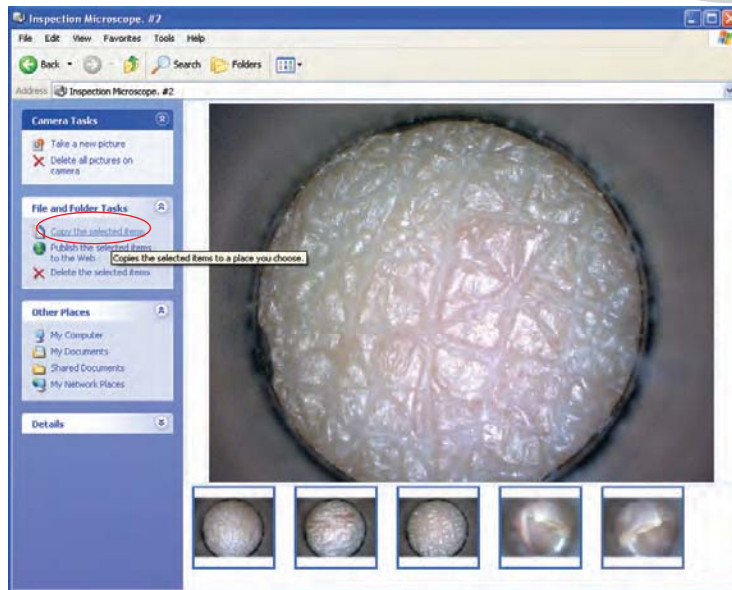 Inspection Microscope. #2
File Edit View Favorites Tools Help
Back Search Folders
Address Inspection Microscope. #2
Camera Tasks
Take a new picture
Delete all pictures on
camera
File and Folder Tasks
Copy the selected items
Publish the selected items
to the Web
Copies the selected items to a place you choose.
Delete the selected items
Other Places
My Computer
My Documents
Shared Documents
My Network Places
Details